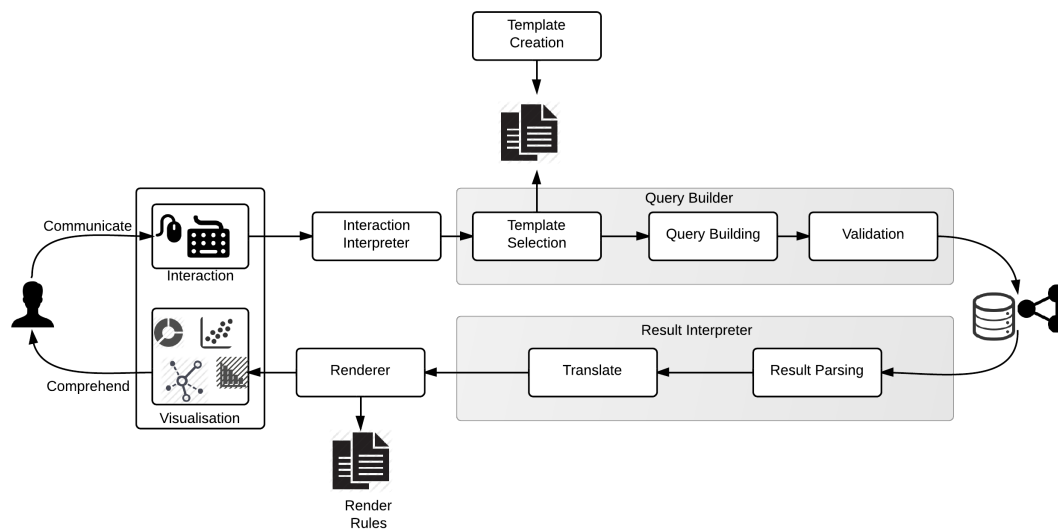 Template
Creation
Query Builder
Communicate
Interaction
Interpreter
Template
Selection
Query Building
Validation
Interaction
Result Interpreter
Renderer
Translate
Result Parsing
Comprehend
Visualisation
Render
Rules